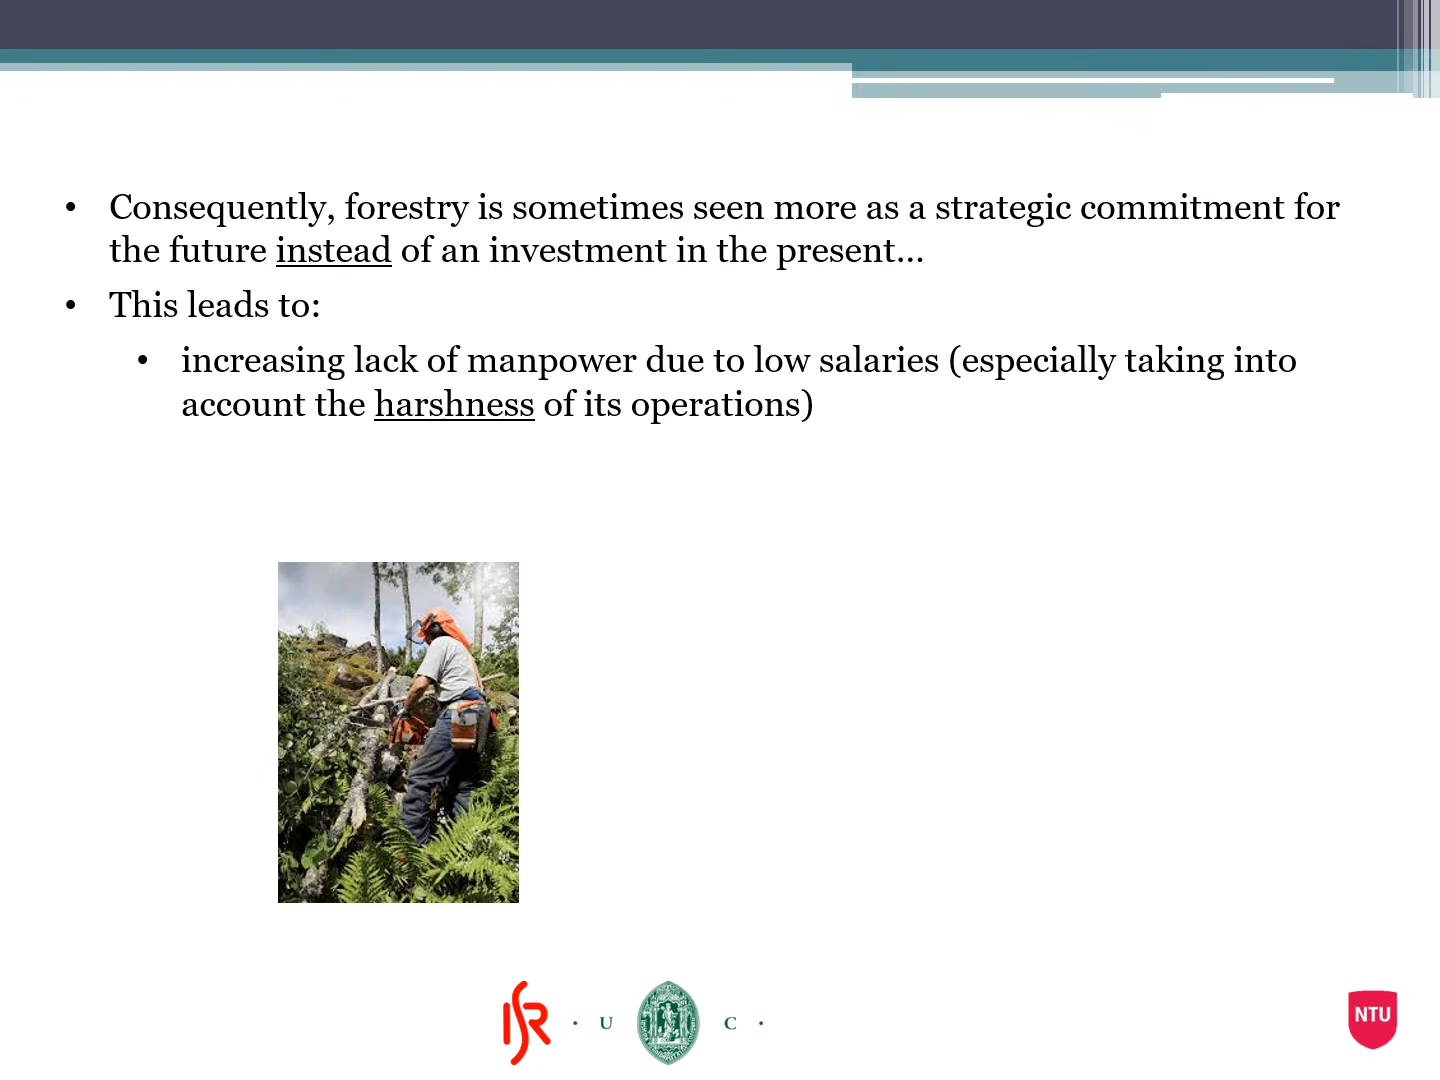 • Consequently, forestry is sometimes seen more as a strategic commitment for
the future instead of an investment in the present...
• This leads to:
• increasing lack of manpower due to low salaries (especially taking into
account the harshness of its operations)
ISR
• U C •
NTU